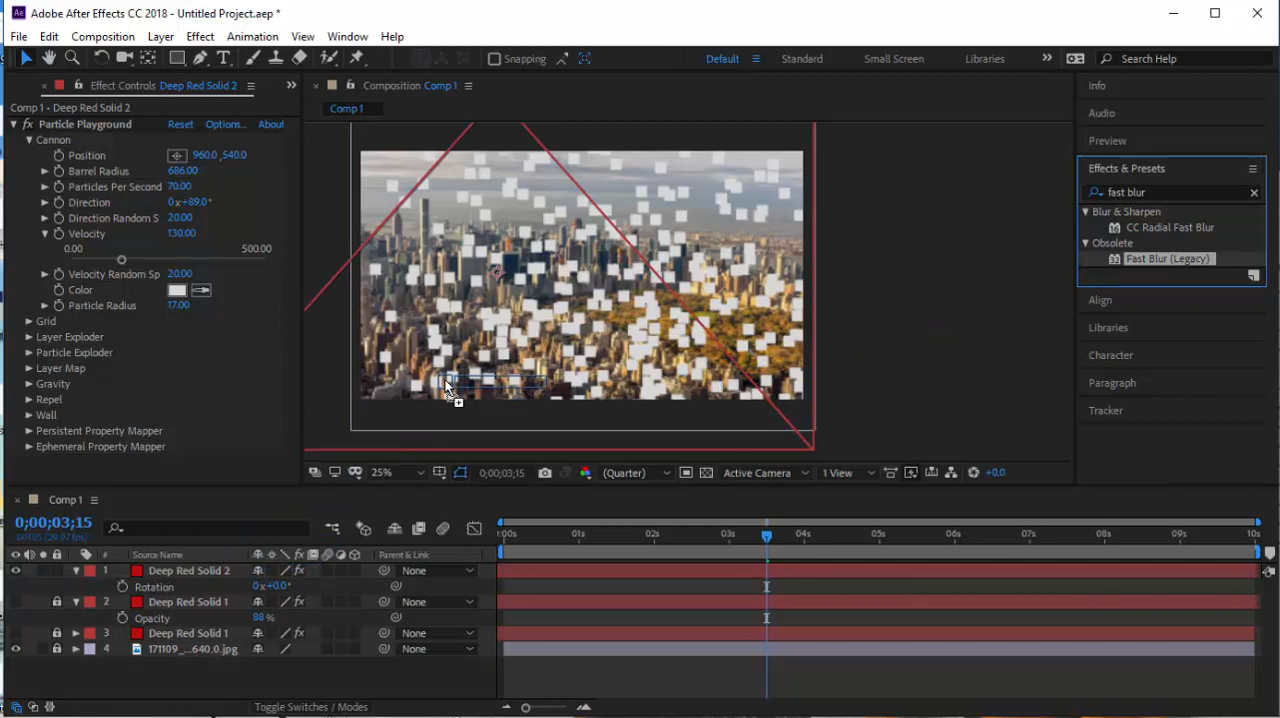 Ae Adobe After Effects CC 2018 - Untitled Project.aep *
File Edit Composition Layer Effect Animation View Window Help
T Snapping Default Standard Small Screen Libraries Search Help
Effect Controls Deep Red Solid 2 Composition Comp 1 Info
Comp 1 • Deep Red Solid 2 Comp 1
fx Particle Playground Reset Options... About
Cannon
Position 960.0 ,540.0
Barrel Radius 686.00
Particles Per Second 70.00
Direction 0 x+89.0°
Direction Random S 20.00
Velocity 130.00
0.00 500.00
Velocity Random Sp 20.00
Color
Particle Radius 17.00
Grid
Layer Exploder
Particle Exploder
Layer Map
Gravity
Repel
Wall
Persistent Property Mapper
Ephemeral Property Mapper
25% 0;00;03;15 (Quarter) Active Camera 1 View +0.0
Audio
Preview
Effects & Presets
fast blur
Blur & Sharpen
CC Radial Fast Blur
Obsolete
Fast Blur (Legacy)
Align
Libraries
Character
Paragraph
Tracker
Comp 1
0;00;03;15
00105 (29.97 fps)
:00s 01s 02s 03s 04s 05s 06s 07s 08s 09s 10s
# Source Name fx Parent & Link
1 Deep Red Solid 2 fx None
Rotation 0 x+0.0°
2 Deep Red Solid 1 fx None
Opacity 88 %
3 Deep Red Solid 1 fx None
4 171109_...640.0.jpg None
Toggle Switches / Modes